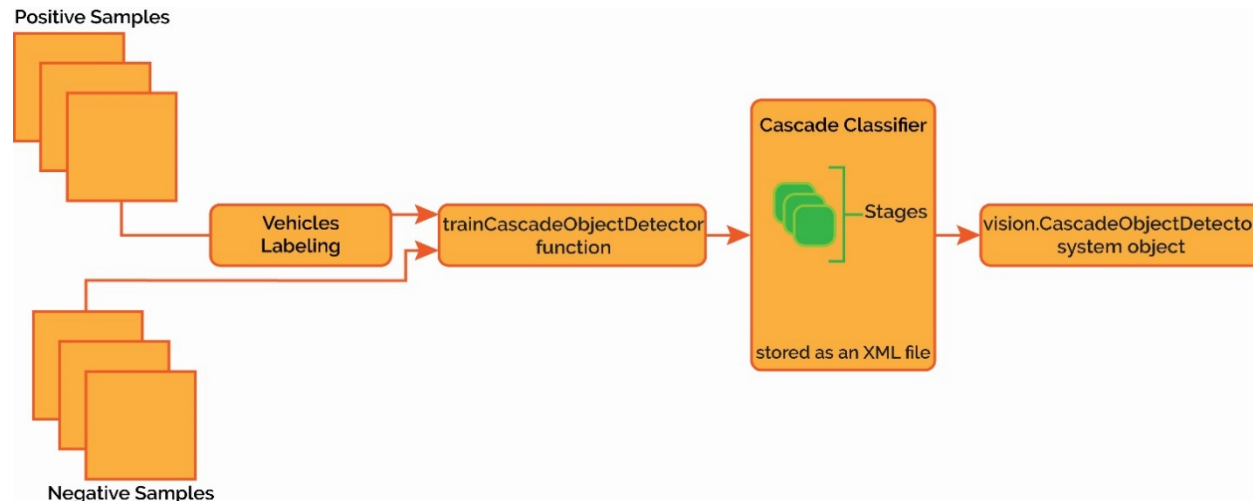 Positive Samples
Vehicles
Labeling
trainCascadeObjectDetector
function
Cascade Classifier
Stages
stored as an XML file
vision.CascadeObjectDetecto
system object
Negative Samples